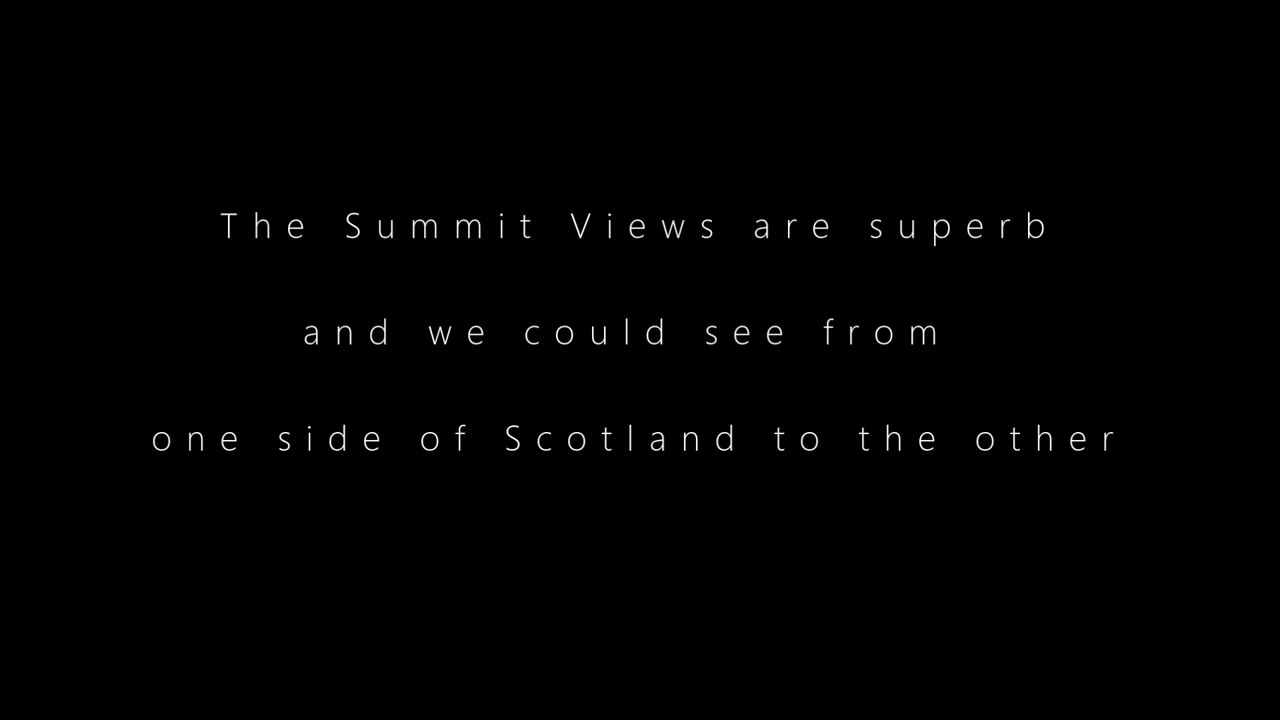 The Summit Views are superb
and we could see from
one side of Scotland to the other